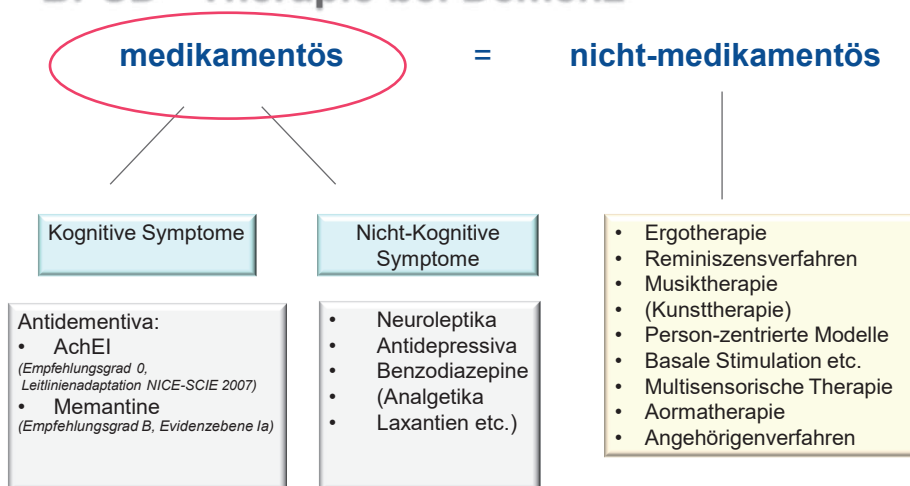 medikamentös = nicht-medikamentös
Kognitive Symptome
Antidementiva:
• AchEI
(Empfehlungsgrad 0,
Leitlinienadaptation NICE-SCIE 2007)
• Memantine
(Empfehlungsgrad B, Evidenzebene Ia)
Nicht-Kognitive
Symptome
• Neuroleptika
• Antidepressiva
• Benzodiazepine
• (Analgetika
• Laxantien etc.)
• Ergotherapie
• Reminiszensverfahren
• Musiktherapie
• (Kunsttherapie)
• Person-zentrierte Modelle
• Basale Stimulation etc.
• Multisensorische Therapie
• Aormatherapie
• Angehörigenverfahren